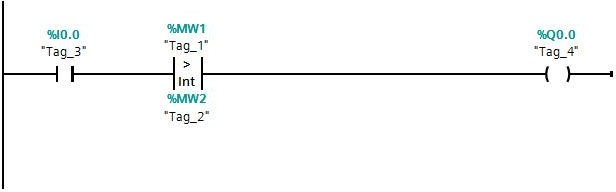 %MW1
%I0.0 %Q0.0
"Tag_3" "Tag_1" "Tag_4"
>
Int
%MW2
"Tag_2"